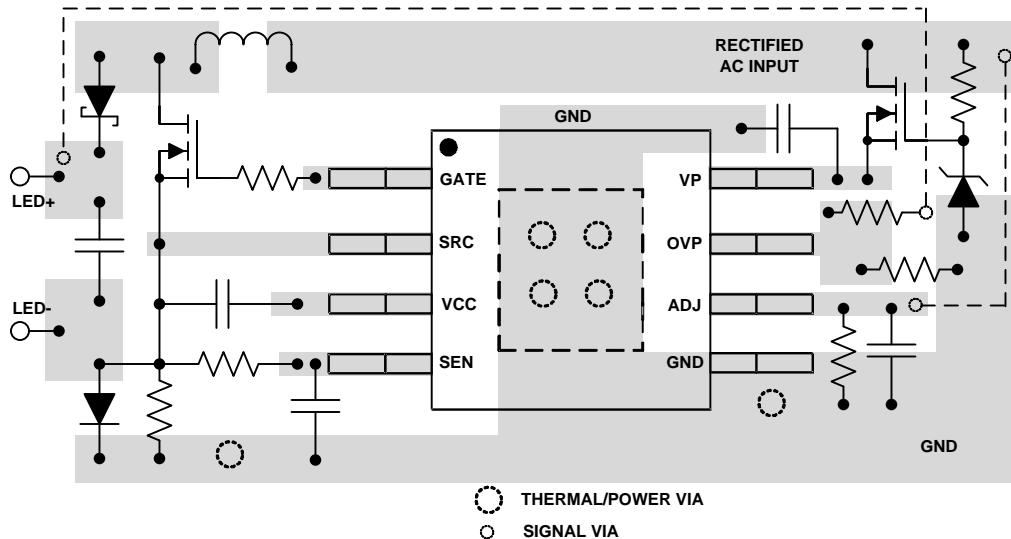 RECTIFIED
AC INPUT
GND
GATE
VP
LED+
SRC
OVP
LED-
VCC
ADJ
SEN
GND
GND
THERMAL/POWER VIA
SIGNAL VIA